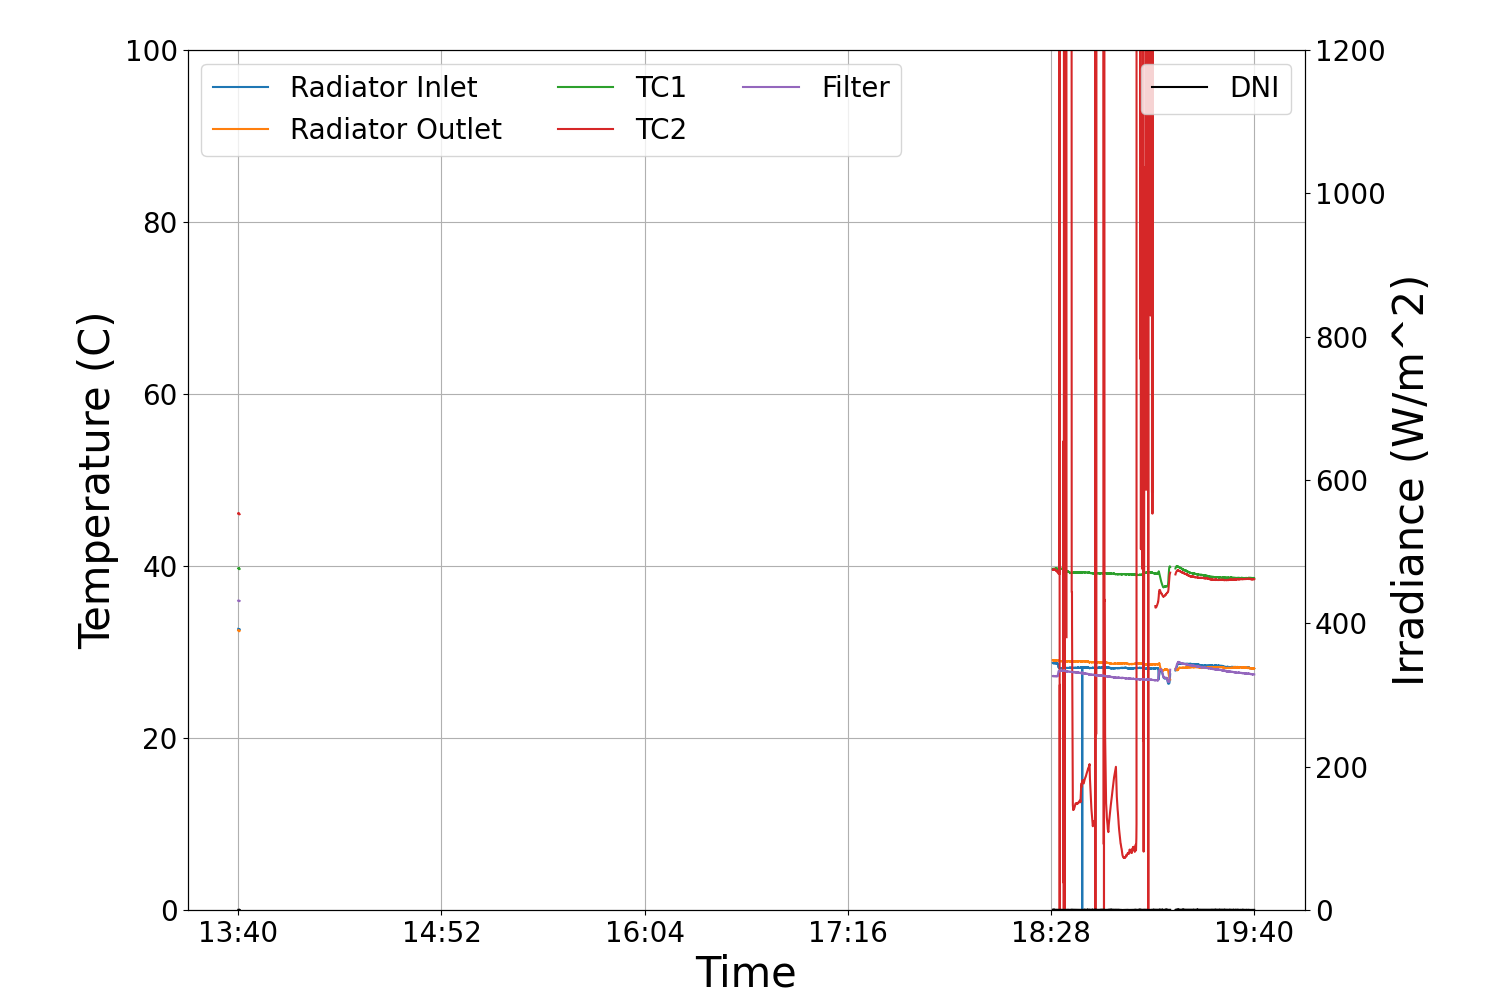 100
80
60
40
20
0
Temperature (C)
Radiator Inlet
Radiator Outlet
TC1
TC2
Filter
DNI
1200
1000
800
600
400
200
0
Irradiance (W/m^2)
13:40 14:52 16:04 17:16 18:28 19:40
Time